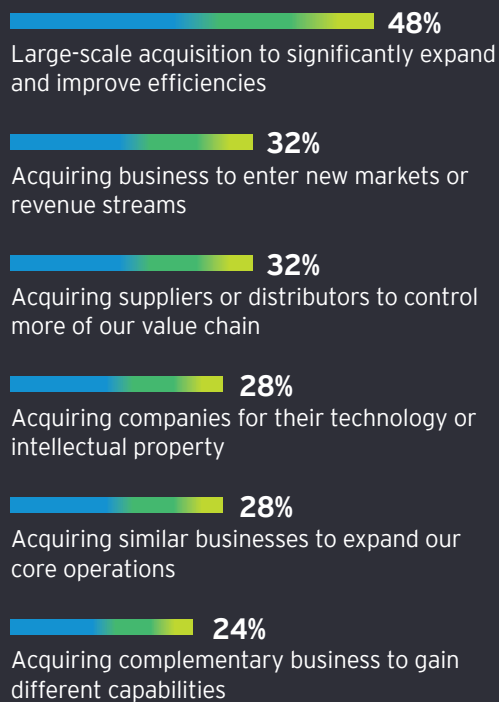 48%
Large-scale acquisition to significantly expand
and improve efficiencies
32%
Acquiring business to enter new markets or
revenue streams
32%
Acquiring suppliers or distributors to control
more of our value chain
28%
Acquiring companies for their technology or
intellectual property
28%
Acquiring similar businesses to expand our
core operations
24%
Acquiring complementary business to gain
different capabilities